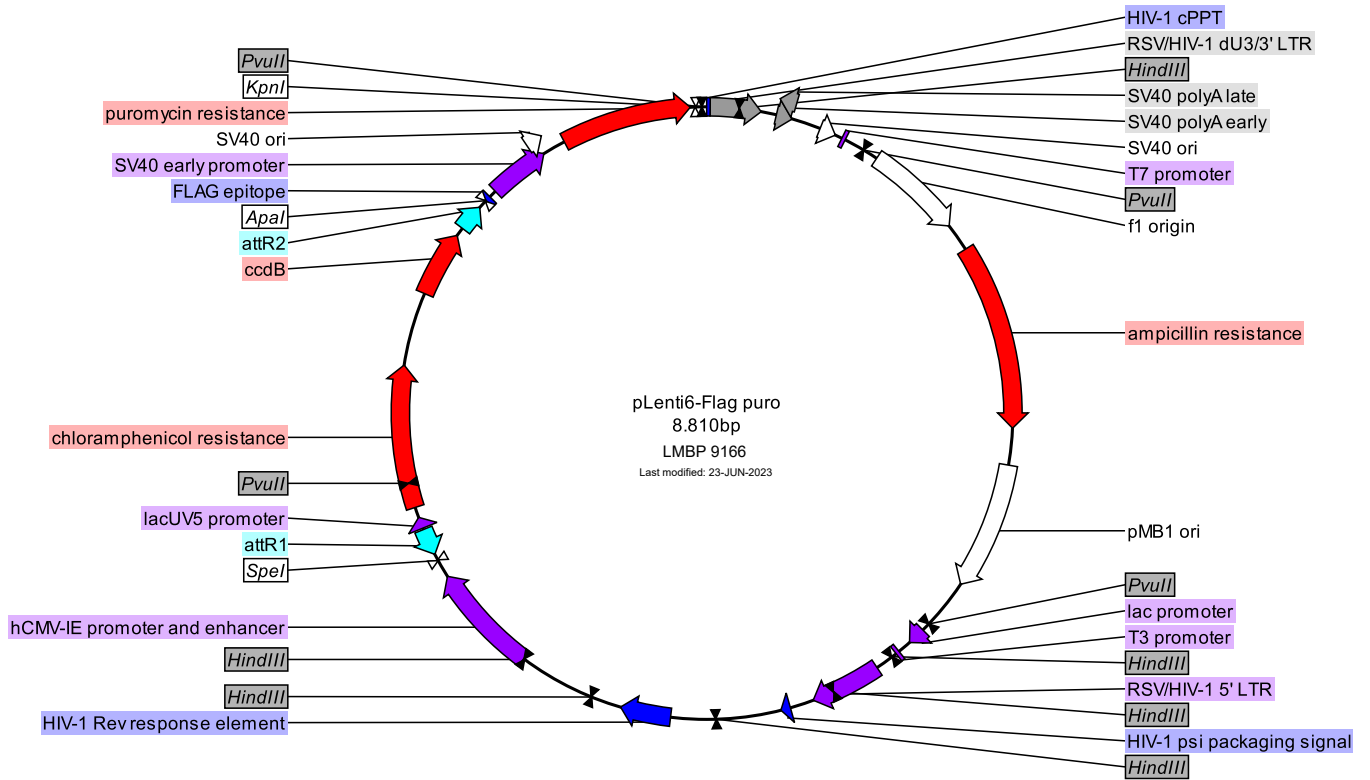 PvuII
KpnI
puromycin resistance
SV40 ori
SV40 early promoter
FLAG epitope
ApaI
attR2
ccdB
chloramphenicol resistance
PvuII
lacUV5 promoter
attR1
SpeI
hCMV-IE promoter and enhancer
HindIII
HindIII
HIV-1 Rev response element
pLenti6-Flag puro
8.810bp
LMBP 9166
Last modified: 23-JUN-2023
HIV-1 cPPT
RSV/HIV-1 dU3/3' LTR
HindIII
SV40 polyA late
SV40 polyA early
SV40 ori
T7 promoter
PvuII
f1 origin
ampicillin resistance
pMB1 ori
PvuII
lac promoter
T3 promoter
HindIII
RSV/HIV-1 5' LTR
HindIII
HIV-1 psi packaging signal
HindIII